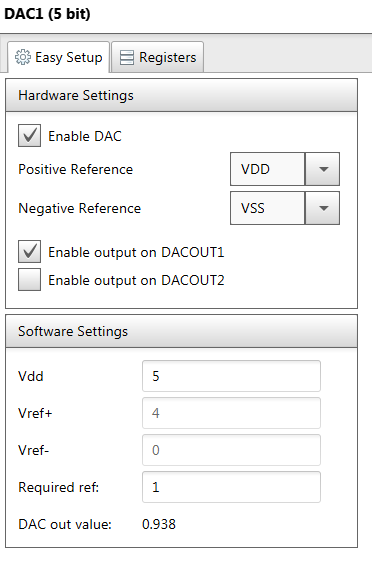 DAC1 (5 bit)
Easy Setup Registers
Hardware Settings
Enable DAC
Positive Reference VDD
Negative Reference VSS
Enable output on DACOUT1
Enable output on DACOUT2
Software Settings
Vdd 5
Vref+ 4
Vref- 0
Required ref: 1
DAC out value: 0.938